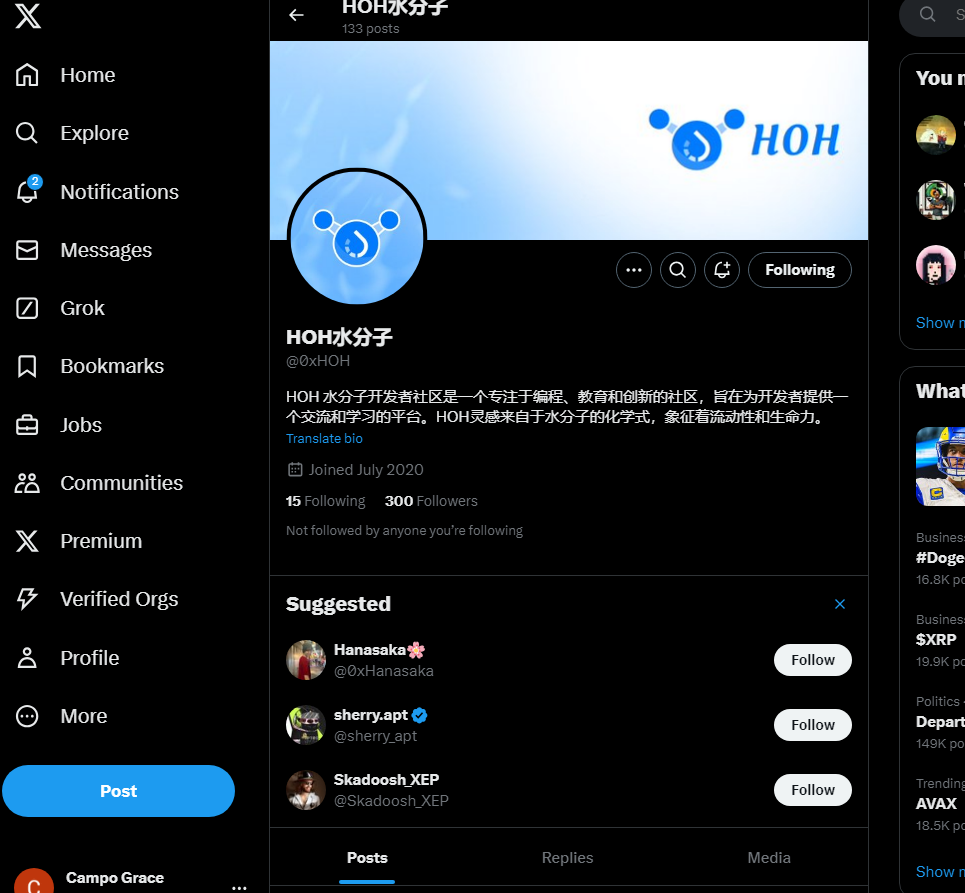 HOH水分子
133 posts
Home
Explore
2
Notifications
Messages
Grok
Bookmarks
Jobs
Communities
Premium
Verified Orgs
Profile
More
Post
Campo Grace
C
HOH
Following
HOH水分子
@0xHOH
HOH 水分子开发者社区是一个专注于编程、教育和创新的社区，旨在为开发者提供一
个交流和学习的平台。HOH灵感来自于水分子的化学式，象征着流动性和生命力。
Translate bio
Joined July 2020
15 Following 300 Followers
Not followed by anyone you’re following
Suggested
Hanasaka🌸
@0xHanasaka
Follow
sherry.apt
@sherry_apt
Follow
Skadoosh_XEP
@Skadoosh_XEP
Follow
Posts Replies Media
S
You
Show
What
Business
#Doge
16.8K
Business
$XRP
19.9K
Politics ·
Depart
149K
Trending
AVAX
18.5K
Show